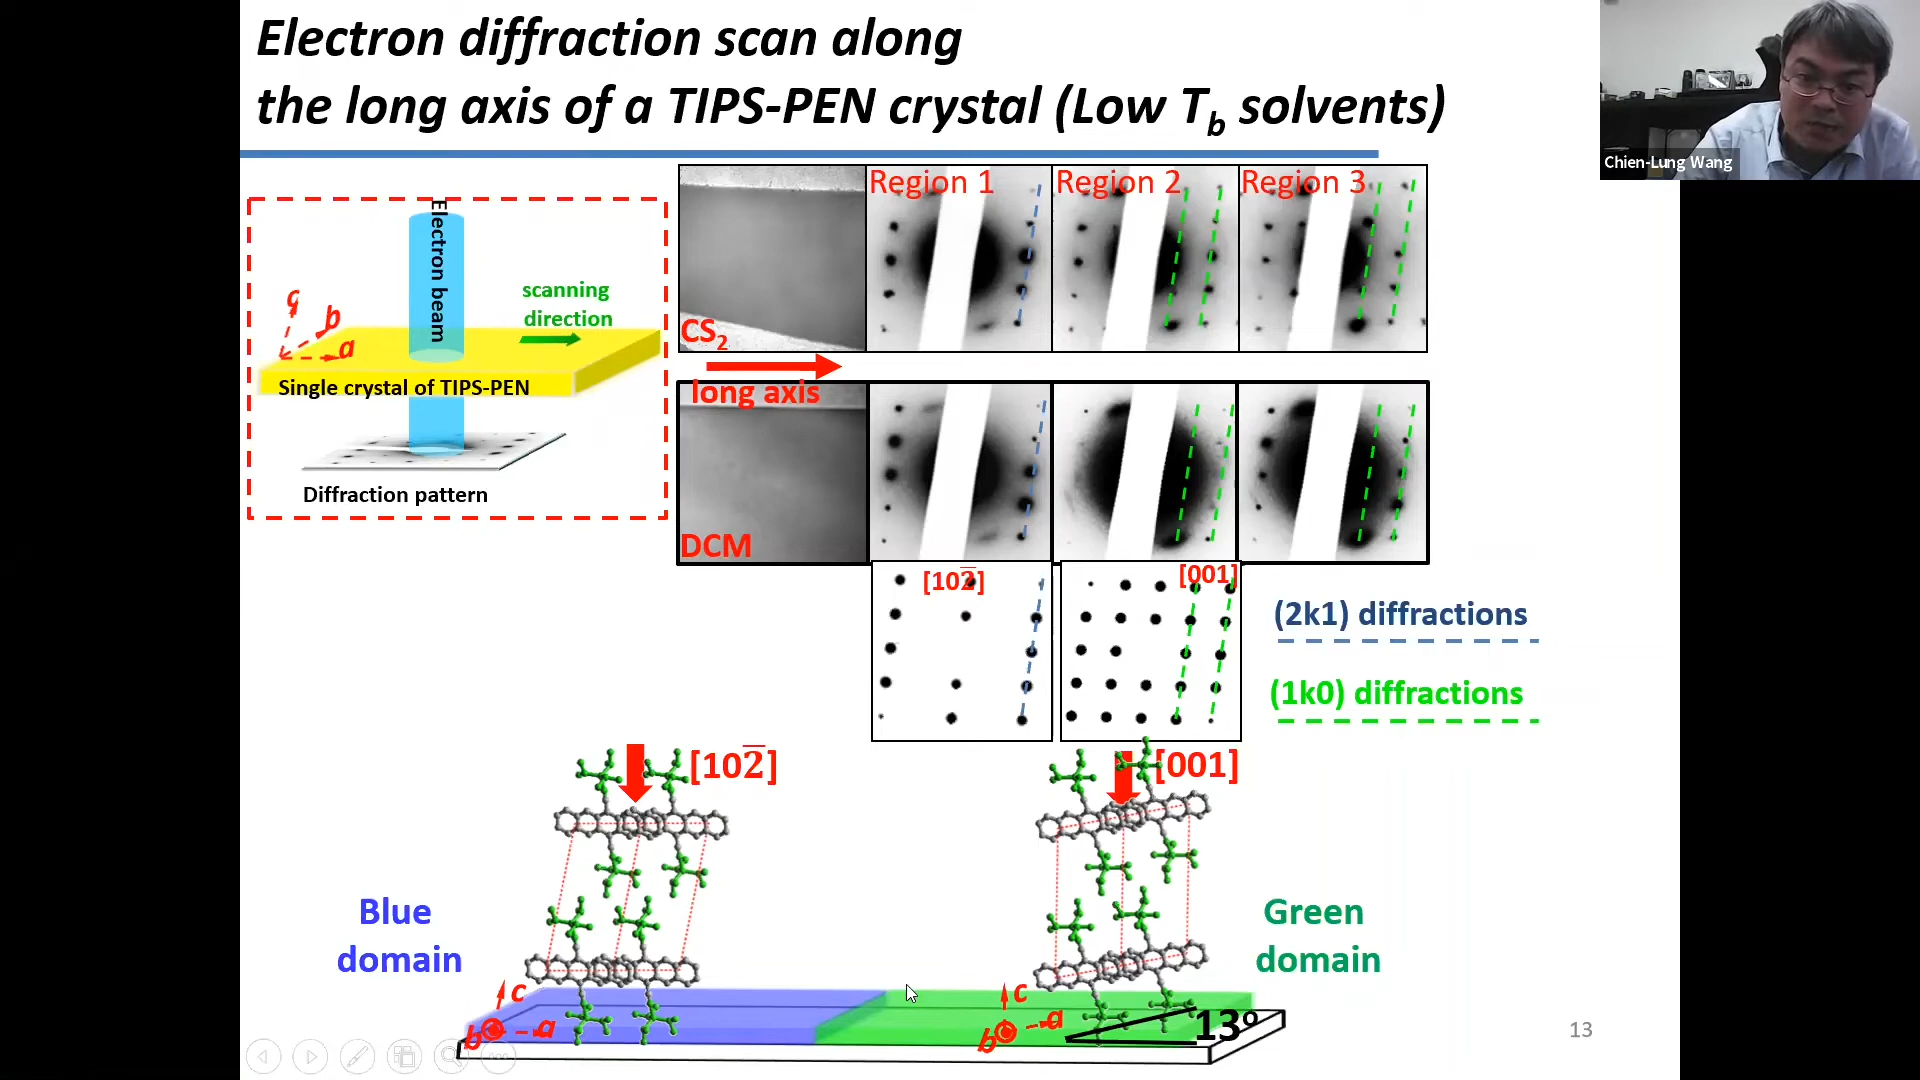 Electron diffraction scan along
the long axis of a TIPS-PEN crystal (Low Tb solvents)
Chien-Lung Wang
Electron beam
scanning
direction
c
b
a
Single crystal of TIPS-PEN
Diffraction pattern
Region 1
Region 2
Region 3
CS2
long axis
DCM
[102̅]
[001]
(2k1) diffractions
(1k0) diffractions
[102̅]
[001]
Blue
domain
Green
domain
c
b
a
c
b
a
13°
13